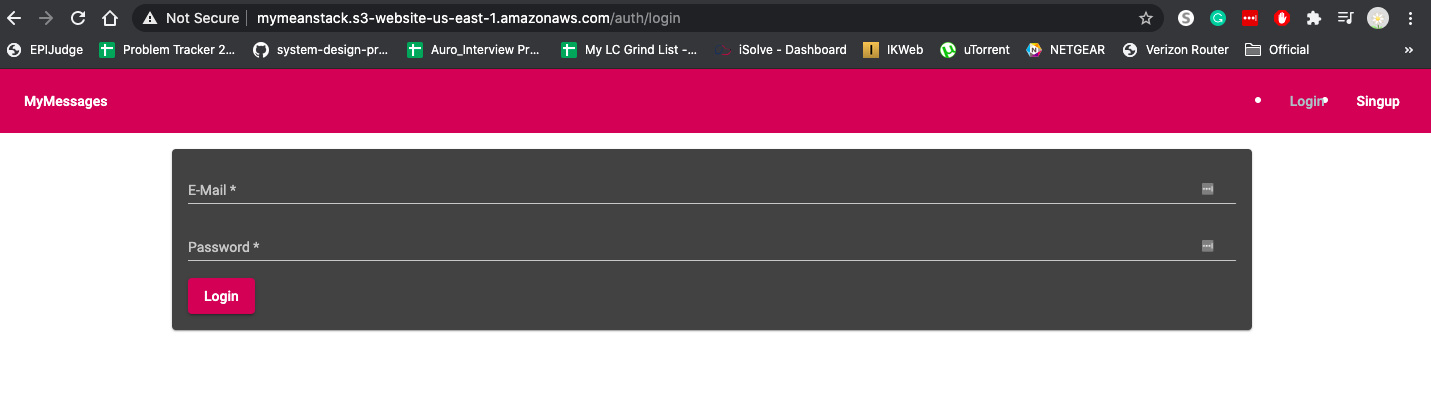 Not Secure mymeanstack.s3-website-us-east-1.amazonaws.com/auth/login
EPIJudge Problem Tracker 2... system-design-pr... Auro_Interview Pr... My LC Grind List -... iSolve - Dashboard IKWeb uTorrent NETGEAR Verizon Router Official »
MyMessages Login Singup
E-Mail *
Password *
Login